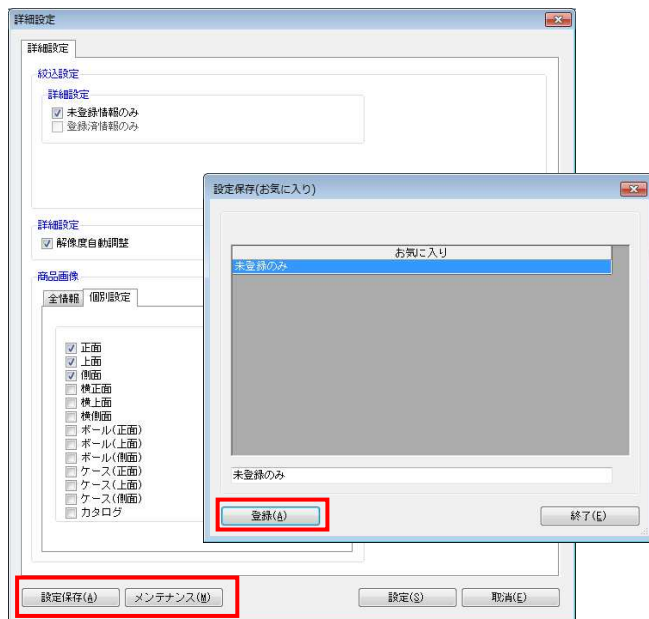 詳細設定
詳細設定
絞込設定
詳細設定
未登録情報のみ
登録済情報のみ
詳細設定
解像度自動調整
商品画像
全情報 個別設定
正面
上面
側面
横正面
横上面
横側面
ボール(正面)
ボール(上面)
ボール(側面)
ケース(正面)
ケース(上面)
ケース(側面)
カタログ
設定保存(A) メンテナンス(M) 設定(S) 取消(E)
設定保存(お気に入り)
お気に入り
未登録のみ
未登録のみ
登録(A) 終了(E)